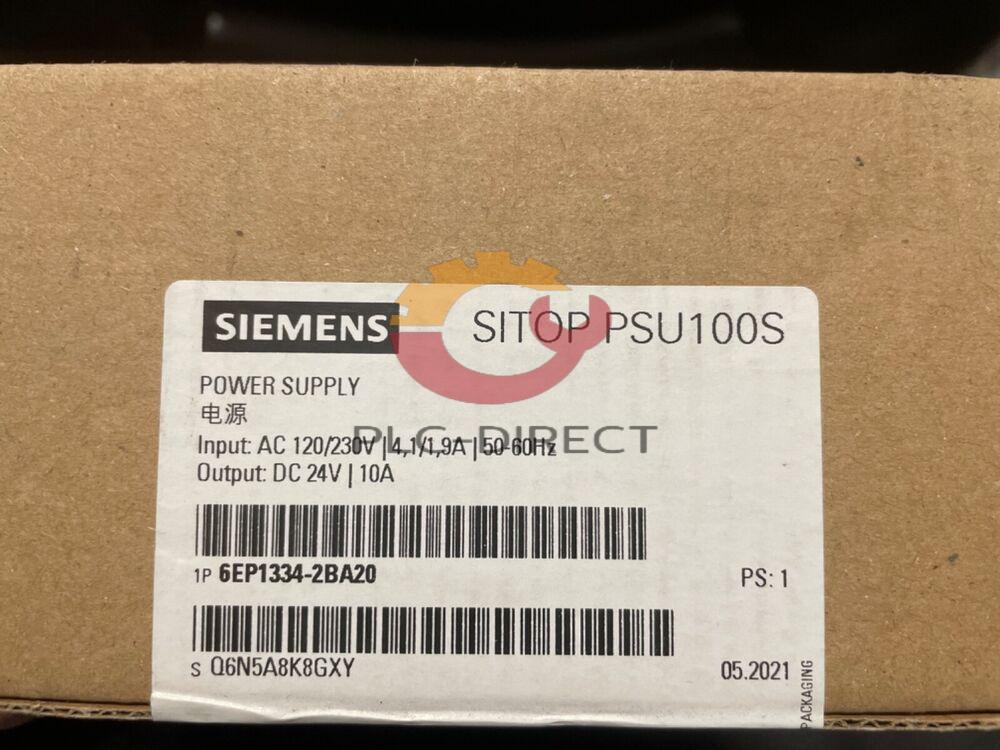 SIEMENS SITOP PSU100S
POWER SUPPLY
电源
Input: AC 120/230V | 4,1/1,9A | 50-60Hz
PLC-DIRECT
Output: DC 24V | 10A
1P 6EP1334-2BA20 PS: 1
S Q6N5A8K8GXY 05.2021
PACKAGING